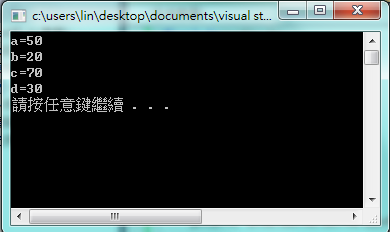 c:\users\lin\desktop\documents\visual st...
a=50
b=20
c=70
d=30
請按任意鍵繼續 . . .